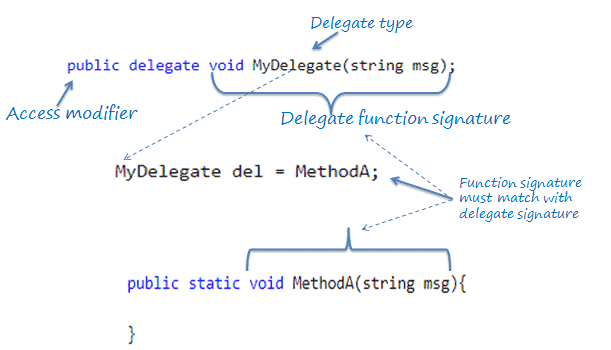 Delegate type
public delegate void MyDelegate(string msg);
Access modifier
Delegate function signature
MyDelegate del = MethodA;
Function signature
must match with
delegate signature
public static void MethodA(string msg){
}